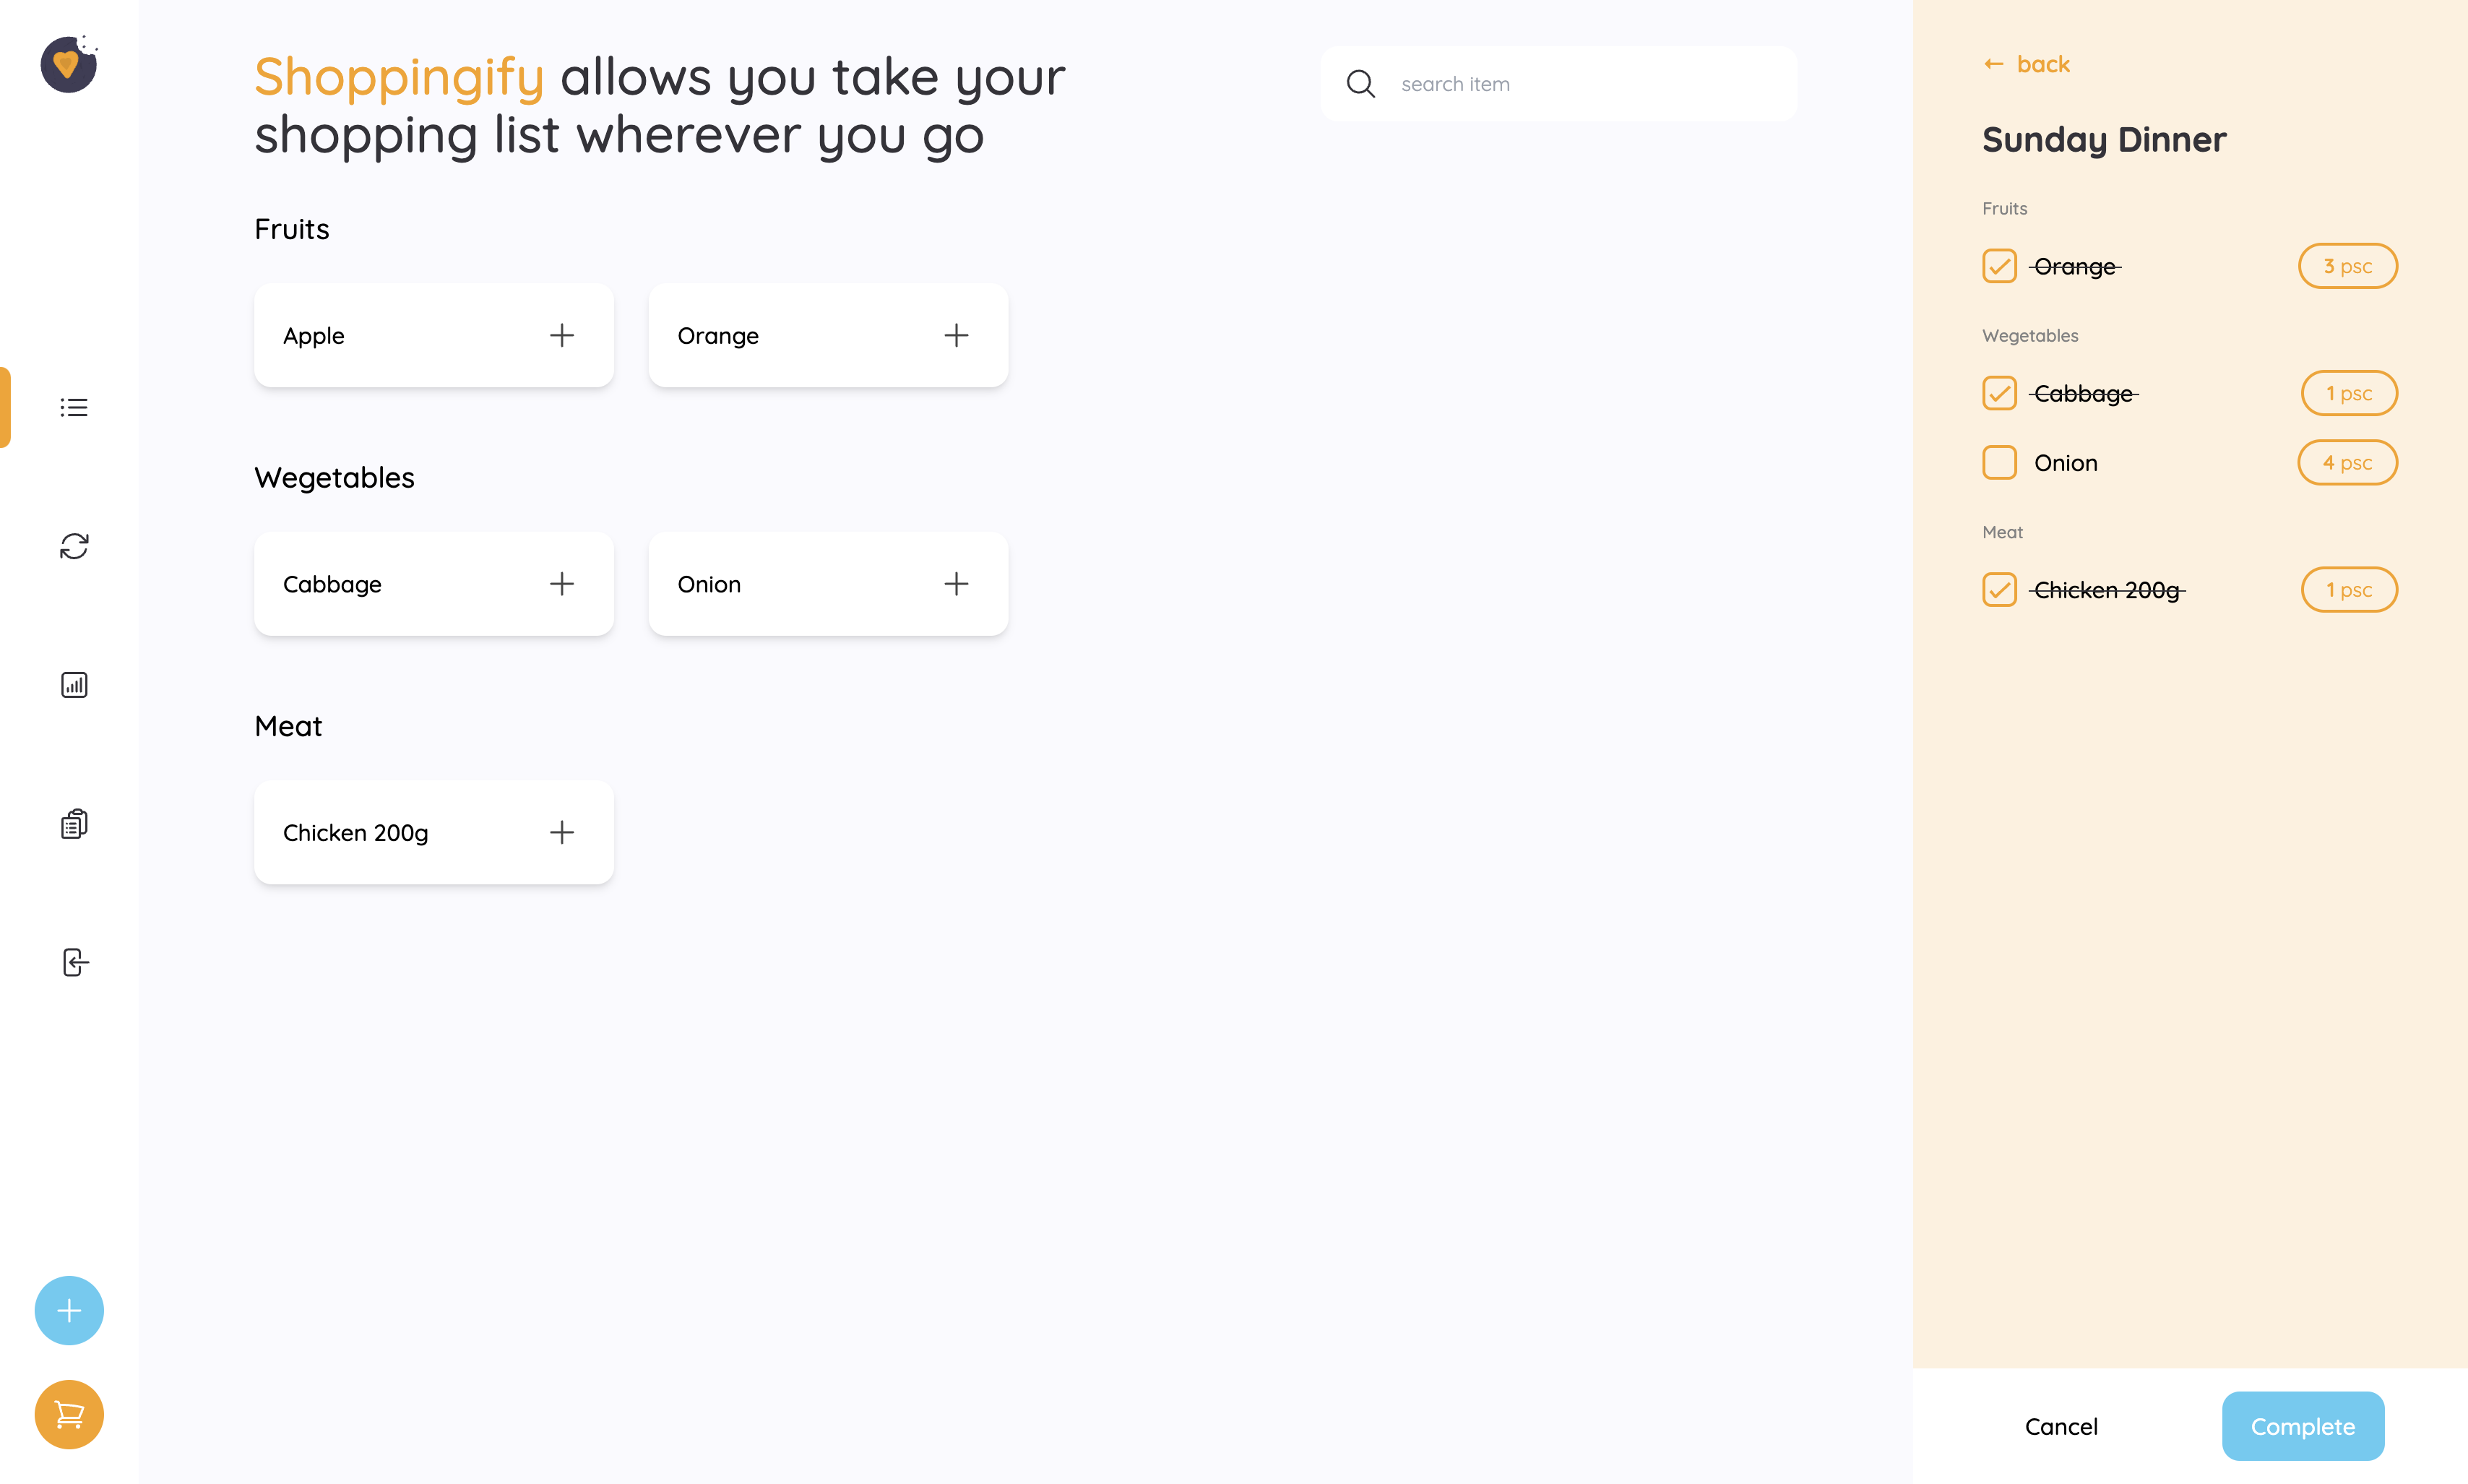 Shoppingify allows you take your
shopping list wherever you go
search item
Fruits
Apple
Orange
Wegetables
Cabbage
Onion
Meat
Chicken 200g
back
Sunday Dinner
Fruits
Orange 3 psc
Wegetables
Cabbage 1 psc
Onion 4 psc
Meat
Chicken 200g 1 psc
Cancel
Complete